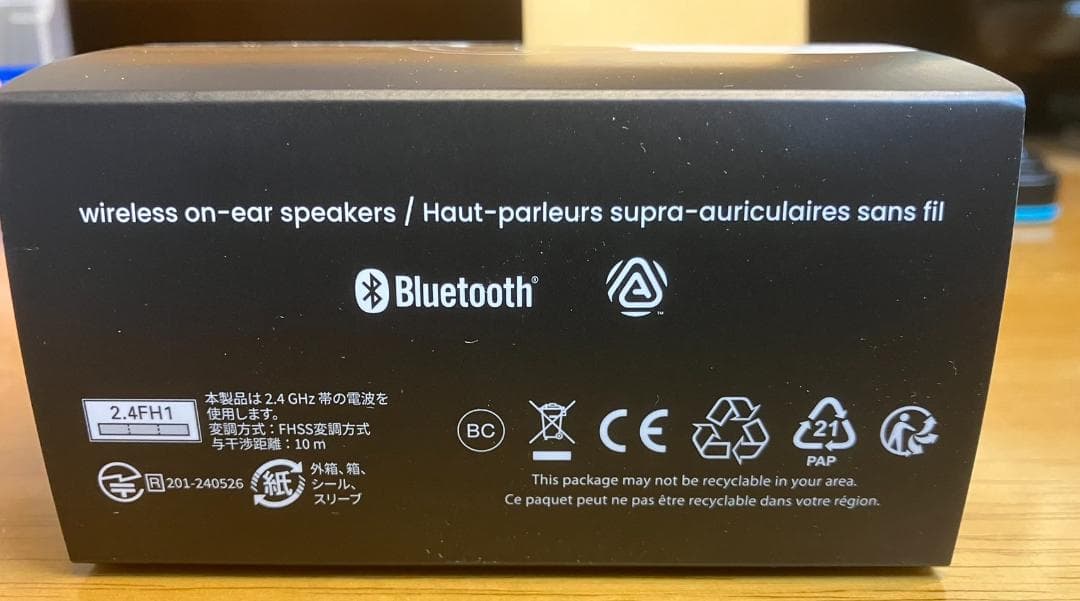 wireless on-ear speakers / Haut-parleurs supra-auriculaires sans fil
Bluetooth®
™
2.4FH1
本製品は 2.4 GHz 帯の電波を
使用します。
変調方式：FHSS変調方式
与干渉距離：10 m
R 201-240526
紙
外箱、箱、
シール、
スリーブ
BC
CE
21
PAP
This package may not be recyclable in your area.
Ce paquet peut ne pas être recyclable dans votre région.